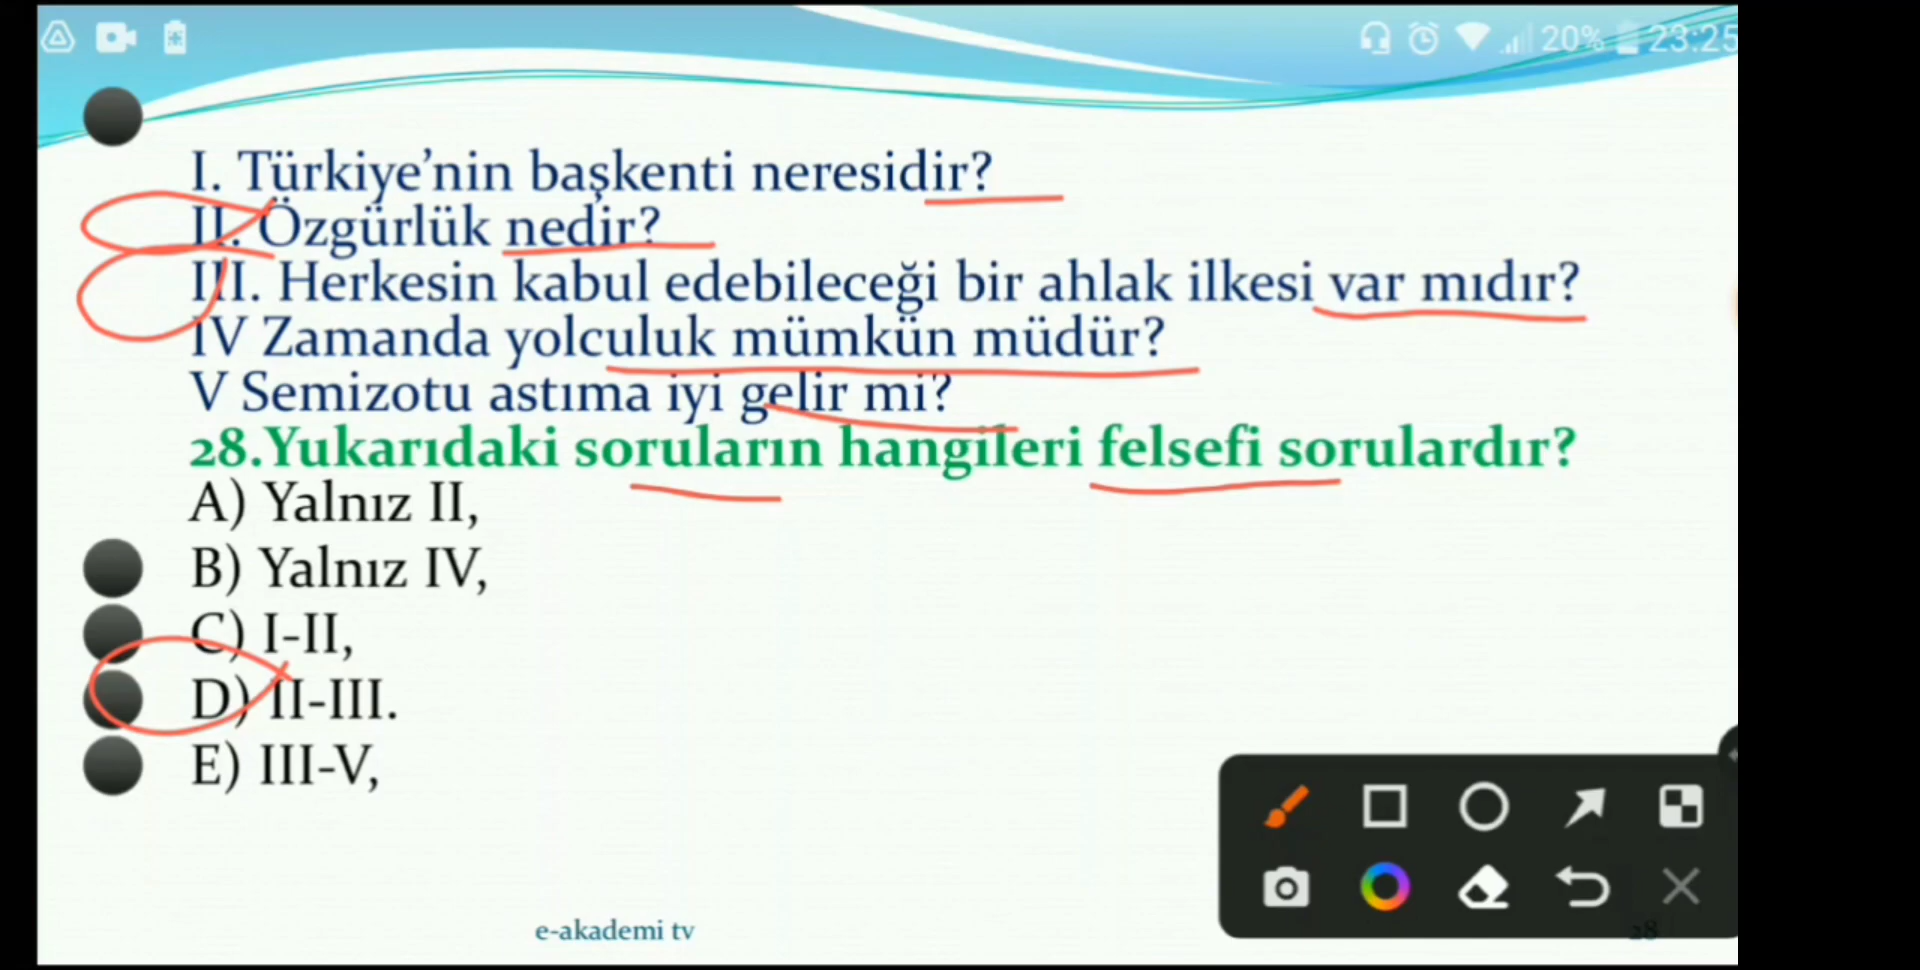 20% 23:25
I. Türkiye’nin başkenti neresidir?
II. Özgürlük nedir?
III. Herkesin kabul edebileceği bir ahlak ilkesi var mıdır?
IV Zamanda yolculuk mümkün müdür?
V Semizotu astıma iyi gelir mi?
28.Yukarıdaki soruların hangileri felsefi sorulardır?
A) Yalnız II,
B) Yalnız IV,
C) I-II,
D) II-III.
E) III-V,
e-akademi tv
28